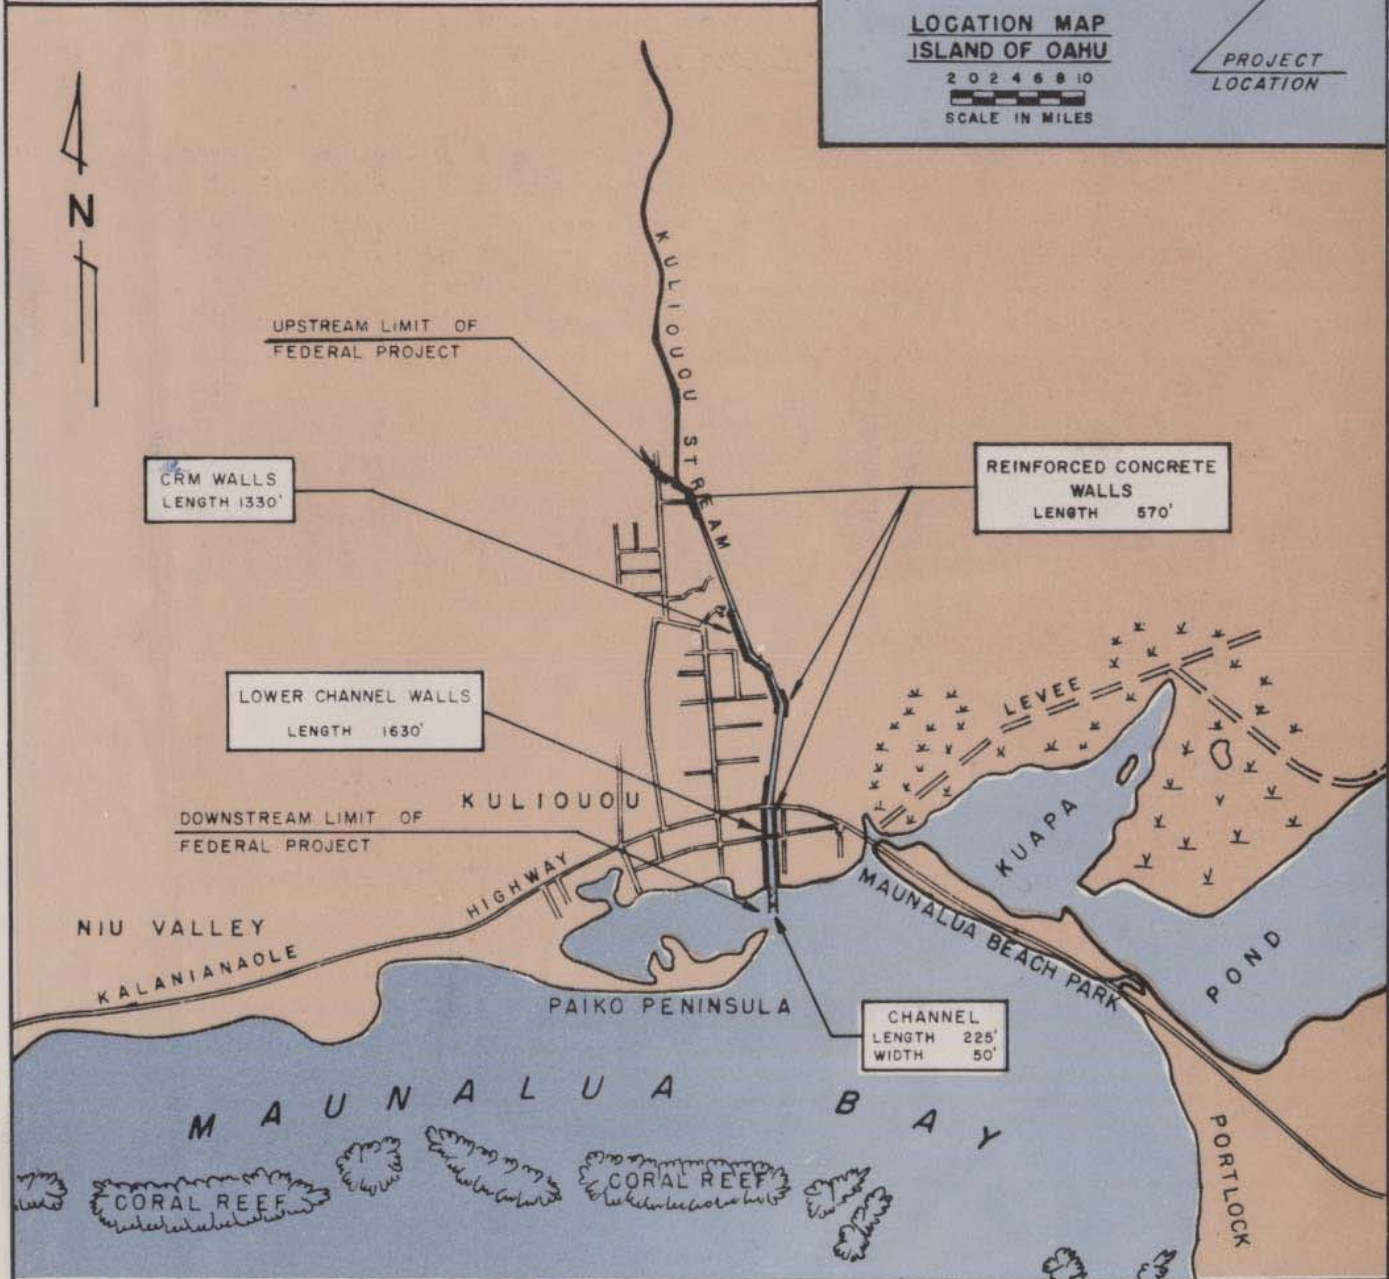 LOCATION MAP
ISLAND OF OAHU
2 0 2 4 6 8 10
SCALE IN MILES
PROJECT
LOCATION
N
KULIOUOU STREAM
UPSTREAM LIMIT OF
FEDERAL PROJECT
CRM WALLS
LENGTH 1330'
REINFORCED CONCRETE
WALLS
LENGTH 570'
LOWER CHANNEL WALLS
LENGTH 1630'
LEVEE
KULIOUOU
DOWNSTREAM LIMIT OF
FEDERAL PROJECT
KUAPA
POND
NIU VALLEY
KALANIANAOLE
HIGHWAY
MAUNALUA BEACH PARK
PAIKO PENINSULA
CHANNEL
LENGTH 225'
WIDTH 50'
MAUNALUA BAY
PORTLOCK
CORAL REEF
CORAL REEF